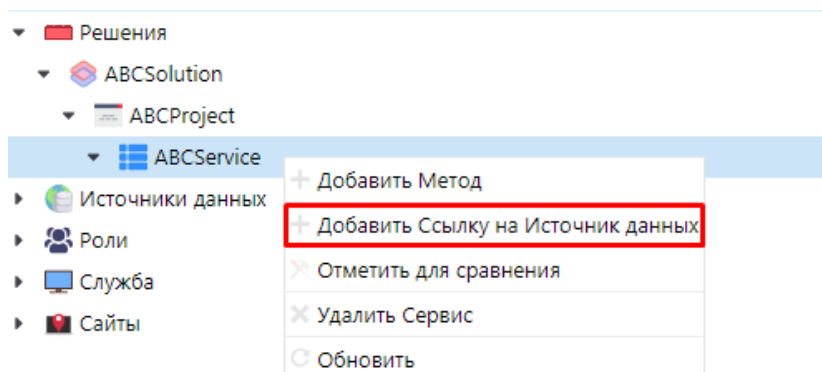 Решения
ABCSolution
ABCProject
ABCService
Добавить Метод
Источники данных
Добавить Ссылку на Источник данных
Роли
Отметить для сравнения
Служба
Удалить Сервис
Сайты
Обновить